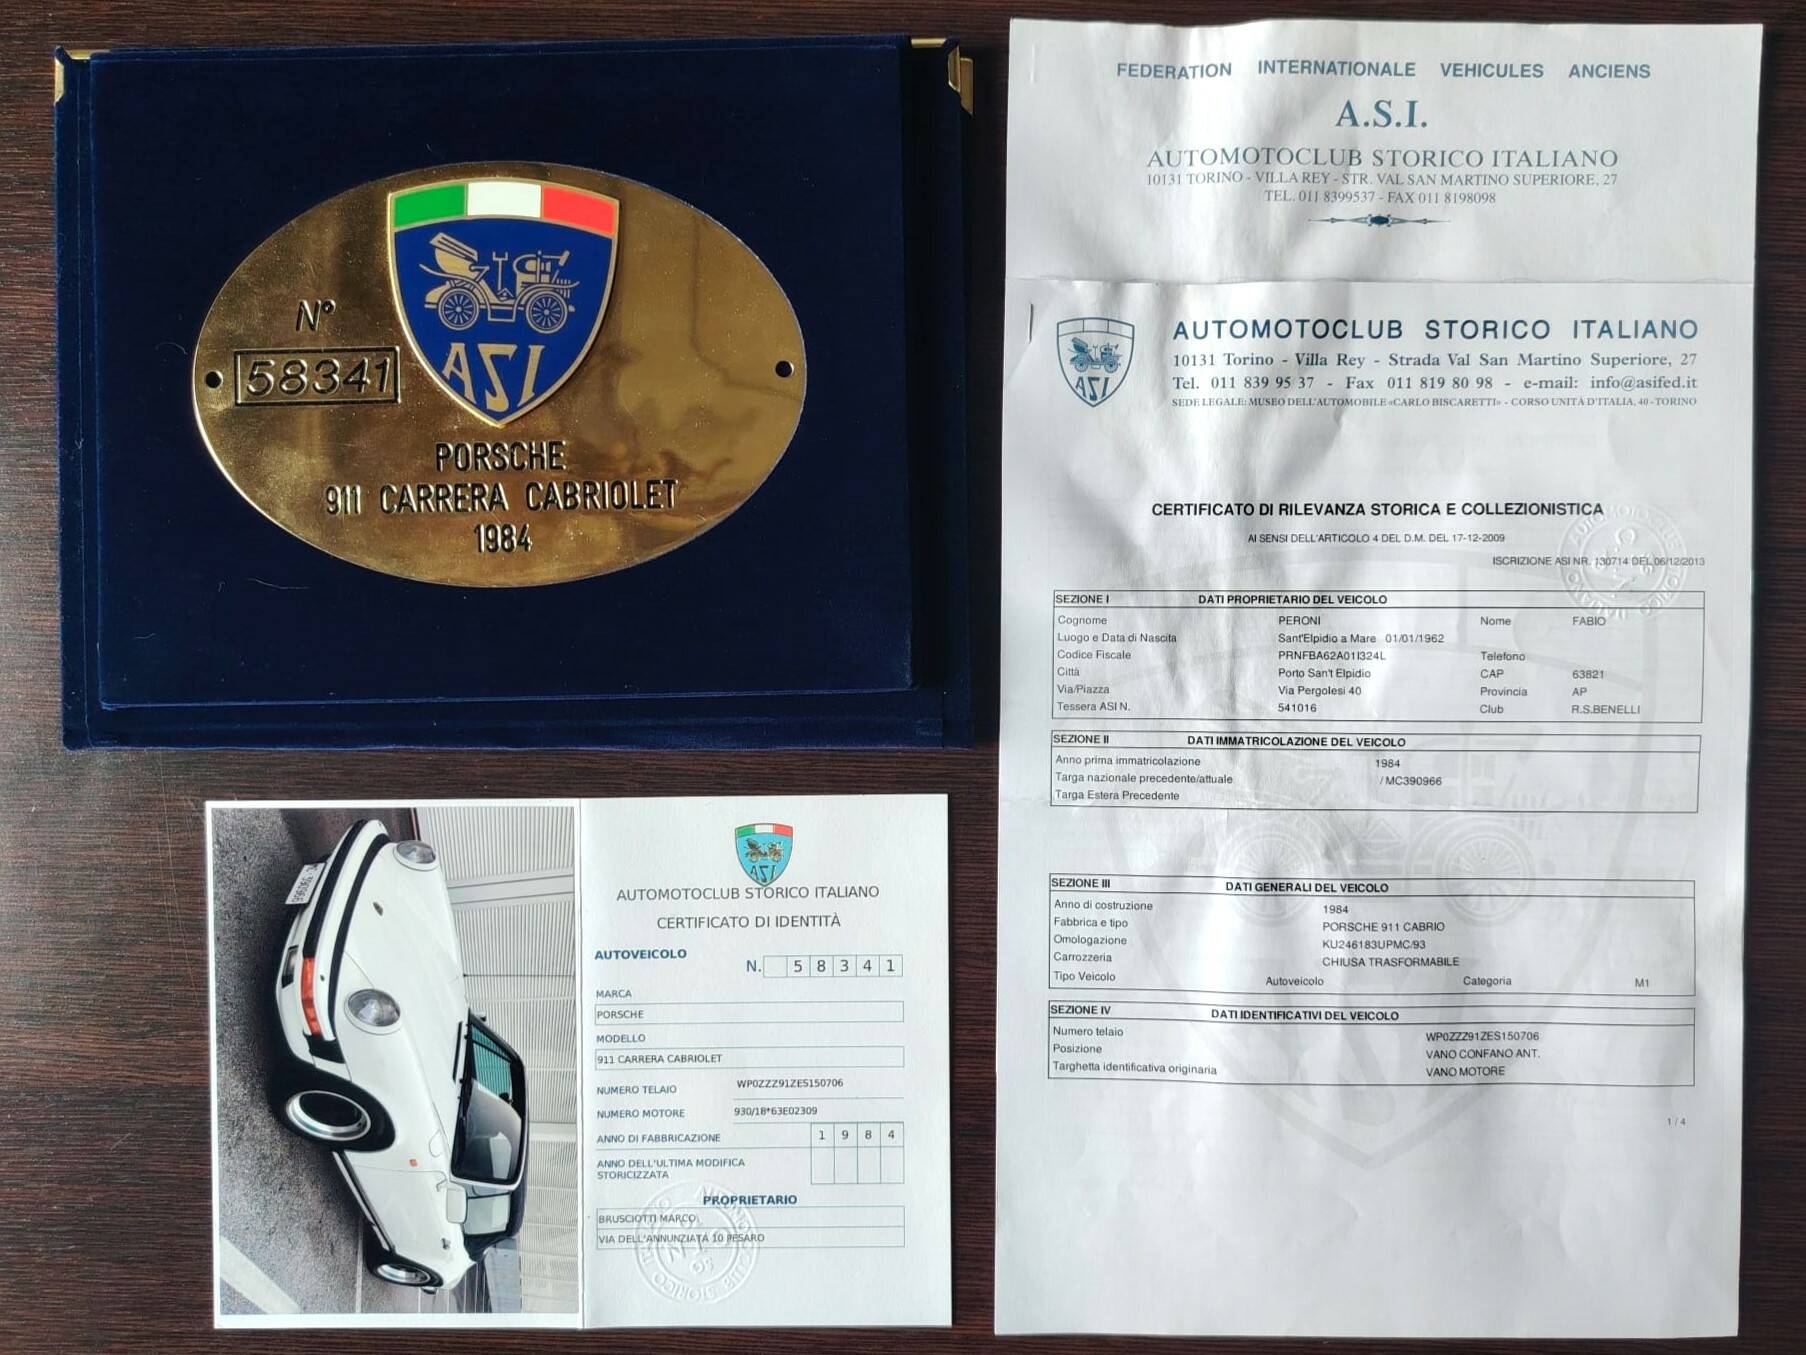 ASI
N°
58341
PORSCHE
911 CARRERA CABRIOLET
1984
FEDERATION INTERNATIONALE VEHICULES ANCIENS
A.S.I.
AUTOMOTOCLUB STORICO ITALIANO
10131 TORINO - VILLA REY - STR. VAL SAN MARTINO SUPERIORE, 27
TEL. 011 8399537 - FAX 011 8198098
ASI
AUTOMOTOCLUB STORICO ITALIANO
10131 Torino - Villa Rey - Strada Val San Martino Superiore, 27
Tel. 011 839 95 37 - Fax 011 819 80 98 - e-mail: info@asifed.it
SEDE LEGALE: MUSEO DELL'AUTOMOBILE «CARLO BISCARETTI» - CORSO UNITÀ D'ITALIA, 40 - TORINO
CERTIFICATO DI RILEVANZA STORICA E COLLEZIONISTICA
AI SENSI DELL'ARTICOLO 4 DEL D.M. DEL 17-12-2009
ISCRIZIONE ASI NR. 130714 DEL 06/12/2013
SEZIONE I DATI PROPRIETARIO DEL VEICOLO
Cognome PERONI Nome FABIO
Luogo e Data di Nascita Sant'Elpidio a Mare 01/01/1962
Codice Fiscale PRNFBA62A01I324L Telefono
Città Porto San't Elpidio CAP 63821
Via/Piazza Via Pergolesi 40 Provincia AP
Tessera ASI N. 541016 Club R.S.BENELLI
SEZIONE II DATI IMMATRICOLAZIONE DEL VEICOLO
Anno prima immatricolazione 1984
Targa nazionale precedente/attuale / MC390966
Targa Estera Precedente
SEZIONE III DATI GENERALI DEL VEICOLO
Anno di costruzione 1984
Fabbrica e tipo PORSCHE 911 CABRIO
Omologazione KU246183UPMC/93
Carrozzeria CHIUSA TRASFORMABILE
Tipo Veicolo Autoveicolo Categoria M1
SEZIONE IV DATI IDENTIFICATIVI DEL VEICOLO
Numero telaio WP0ZZZ91ZES150706
Posizione VANO CONFANO ANT.
Targhetta identificativa originaria VANO MOTORE
1 / 4
ASI
AUTOMOTOCLUB STORICO ITALIANO
CERTIFICATO DI IDENTITÀ
AUTOVEICOLO
N. 58341
MARCA
PORSCHE
MODELLO
911 CARRERA CABRIOLET
NUMERO TELAIO WP0ZZZ91ZES150706
NUMERO MOTORE 930/18*63E02309
ANNO DI FABBRICAZIONE 1984
ANNO DELL'ULTIMA MODIFICA
STORICIZZATA
PROPRIETARIO
BRUSCIOTTI MARCO
VIA DELL'ANNUNZIATA 10 PESARO